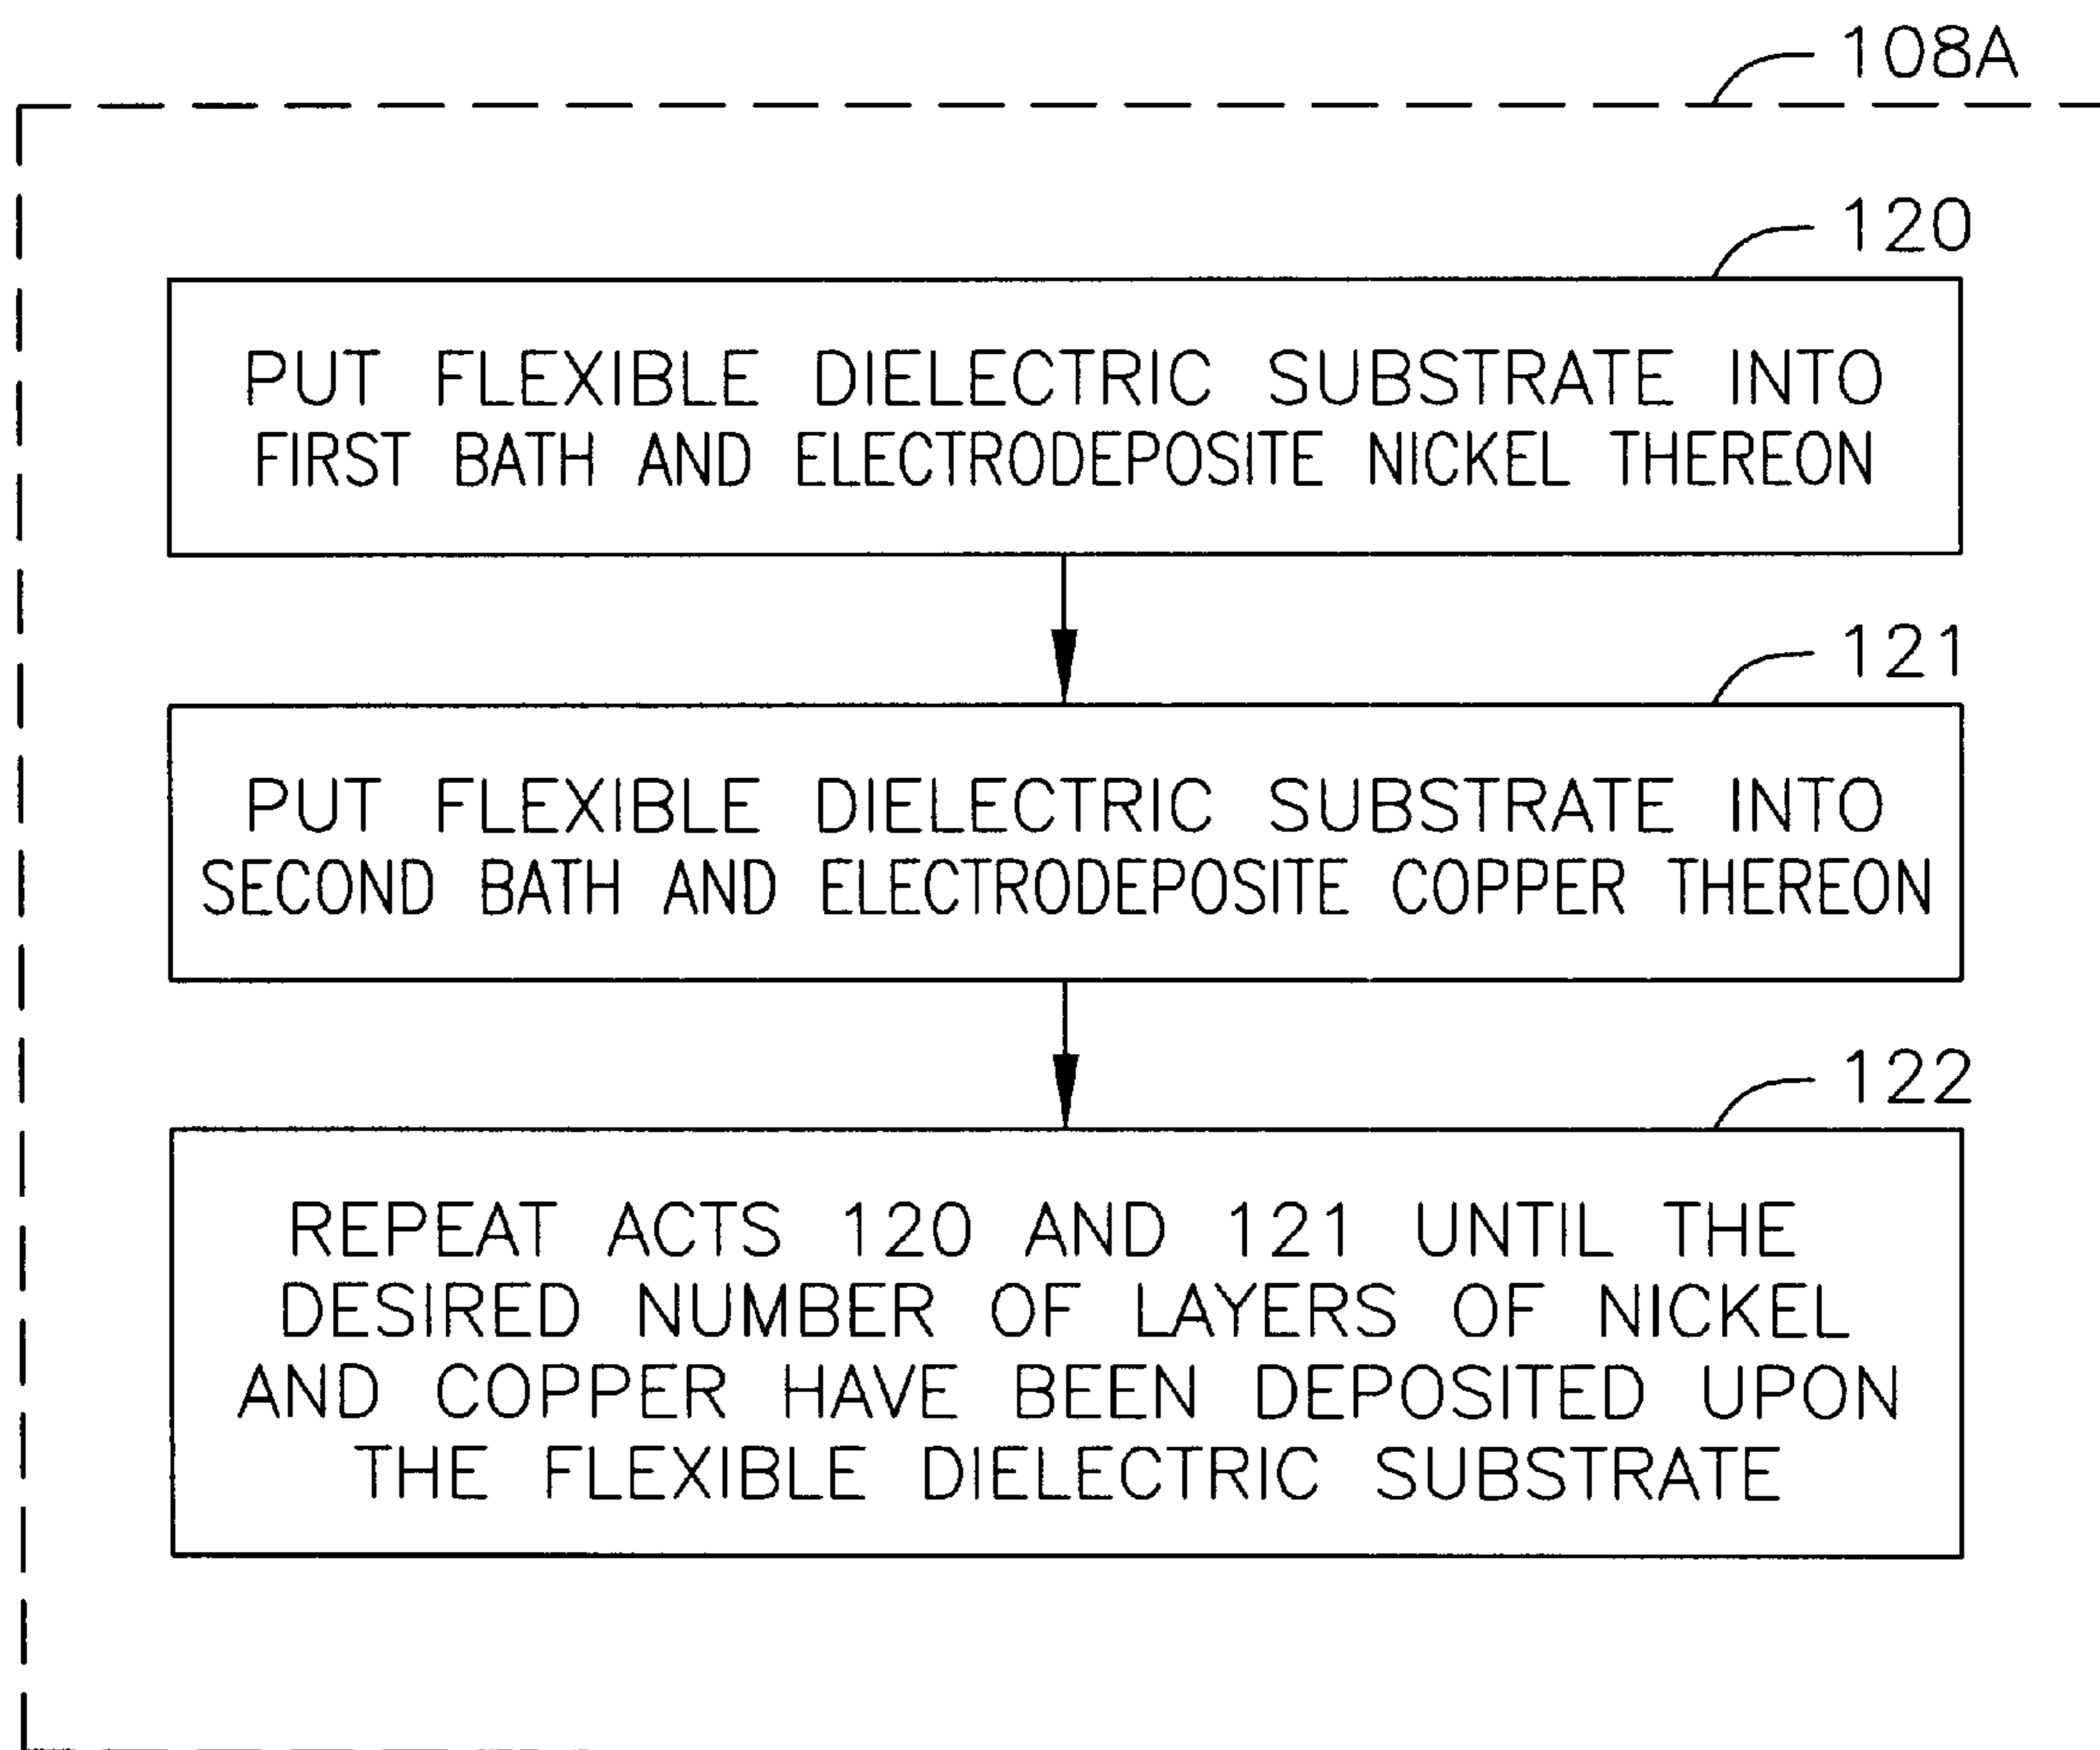 108A
120
PUT FLEXIBLE DIELECTRIC SUBSTRATE INTO
FIRST BATH AND ELECTRODEPOSITE NICKEL THEREON
121
PUT FLEXIBLE DIELECTRIC SUBSTRATE INTO
SECOND BATH AND ELECTRODEPOSITE COPPER THEREON
122
REPEAT ACTS 120 AND 121 UNTIL THE
DESIRED NUMBER OF LAYERS OF NICKEL
AND COPPER HAVE BEEN DEPOSITED UPON
THE FLEXIBLE DIELECTRIC SUBSTRATE